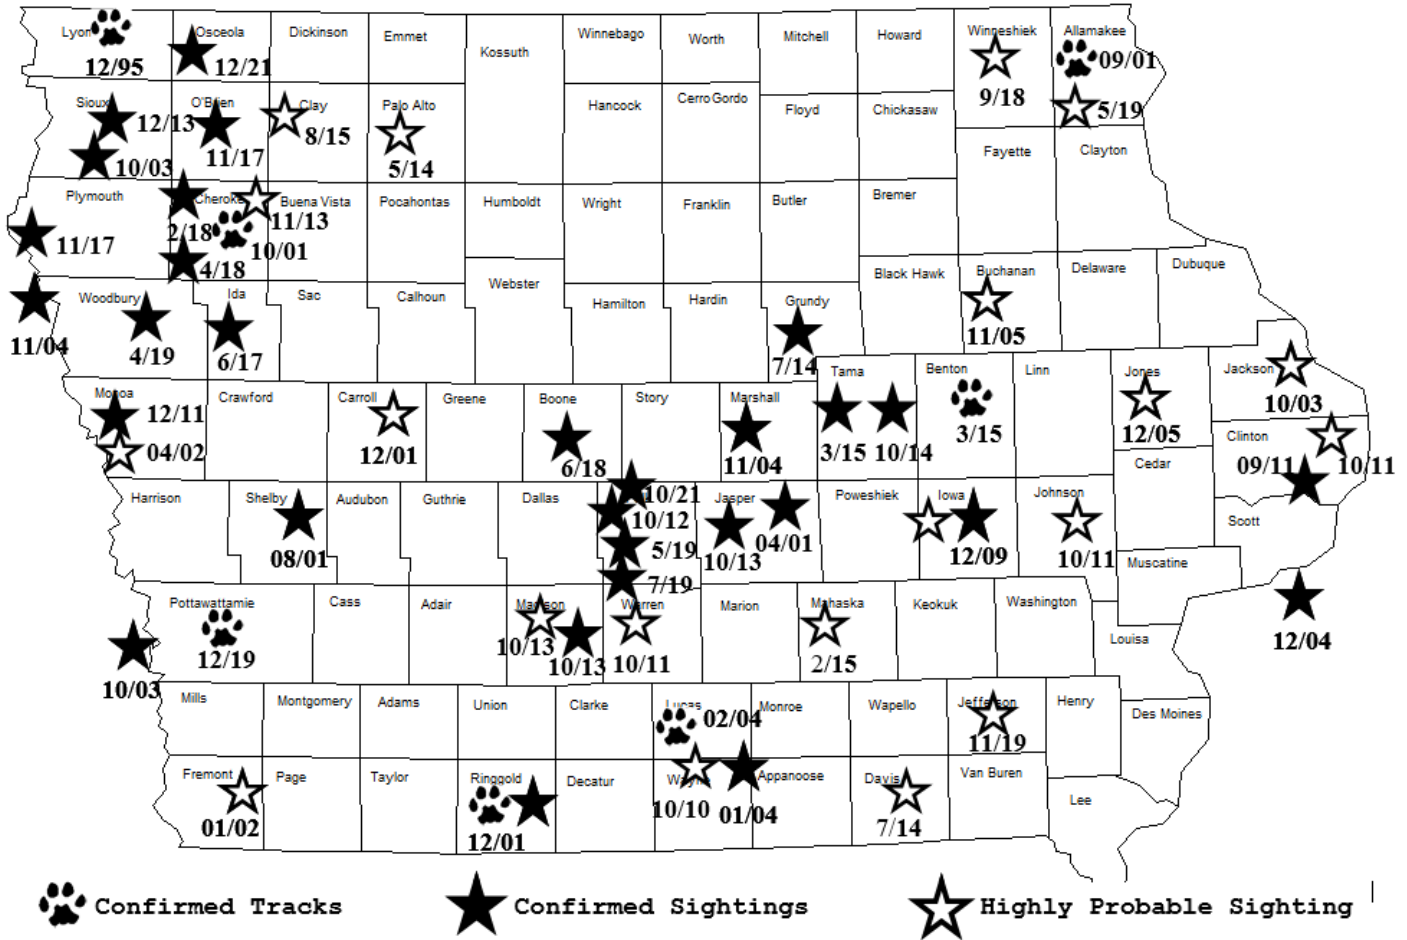 Lyon
Osceola
Dickinson
Emmet
Kossuth
Winnebago
Worth
Mitchell
Howard
Winneshiek
Allamakee
12/95
12/21
9/18
09/01
5/19
Sioux
O'Brien
Clay
Palo Alto
Hancock
Cerro Gordo
Floyd
Chickasaw
Fayette
Clayton
12/13
10/03
11/17
8/15
5/14
Plymouth
Cherokee
Buena Vista
Pocahontas
Humboldt
Wright
Franklin
Butler
Bremer
11/17
2/18
11/13
10/01
4/18
Woodbury
Ida
Sac
Calhoun
Webster
Hamilton
Hardin
Grundy
Black Hawk
Buchanan
Delaware
Dubuque
11/04
4/19
6/17
7/14
11/05
Monona
Crawford
Carroll
Greene
Boone
Story
Marshall
Tama
Benton
Linn
Jones
Jackson
12/11
04/02
12/01
6/18
11/04
3/15
10/14
3/15
12/05
10/03
Cedar
Clinton
09/11
10/11
Harrison
Shelby
Audubon
Guthrie
Dallas
10/21
10/12
5/19
7/19
Jasper
Poweshiek
Iowa
Johnson
Scott
08/01
10/13
04/01
12/09
10/11
Muscatine
Pottawattamie
Cass
Adair
Madison
Warren
Marion
Mahaska
Keokuk
Washington
Louisa
12/04
12/19
10/13
10/13
10/11
2/15
10/03
Mills
Montgomery
Adams
Union
Clarke
Lucas
02/04
Monroe
Wapello
Jefferson
Henry
Des Moines
11/19
Fremont
Page
Taylor
Ringgold
Decatur
Wayne
Appanoose
Davis
Van Buren
Lee
01/02
12/01
10/10
01/04
7/14
Confirmed Tracks
Confirmed Sightings
Highly Probable Sighting